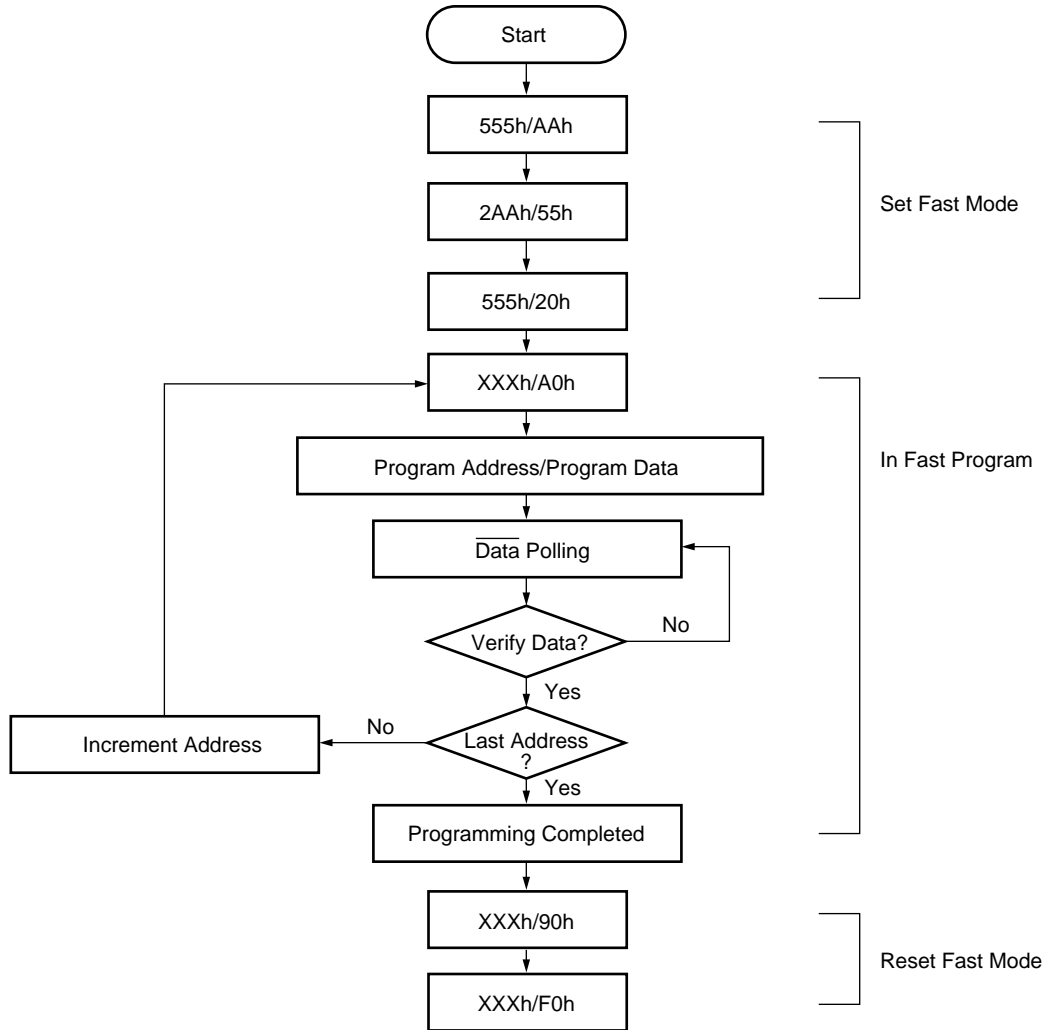 Start
555h/AAh
2AAh/55h
Set Fast Mode
555h/20h
XXXh/A0h
In Fast Program
Program Address/Program Data
Data Polling
Verify Data?
No
Yes
No
Increment Address
Last Address
?
Yes
Programming Completed
XXXh/90h
Reset Fast Mode
XXXh/F0h